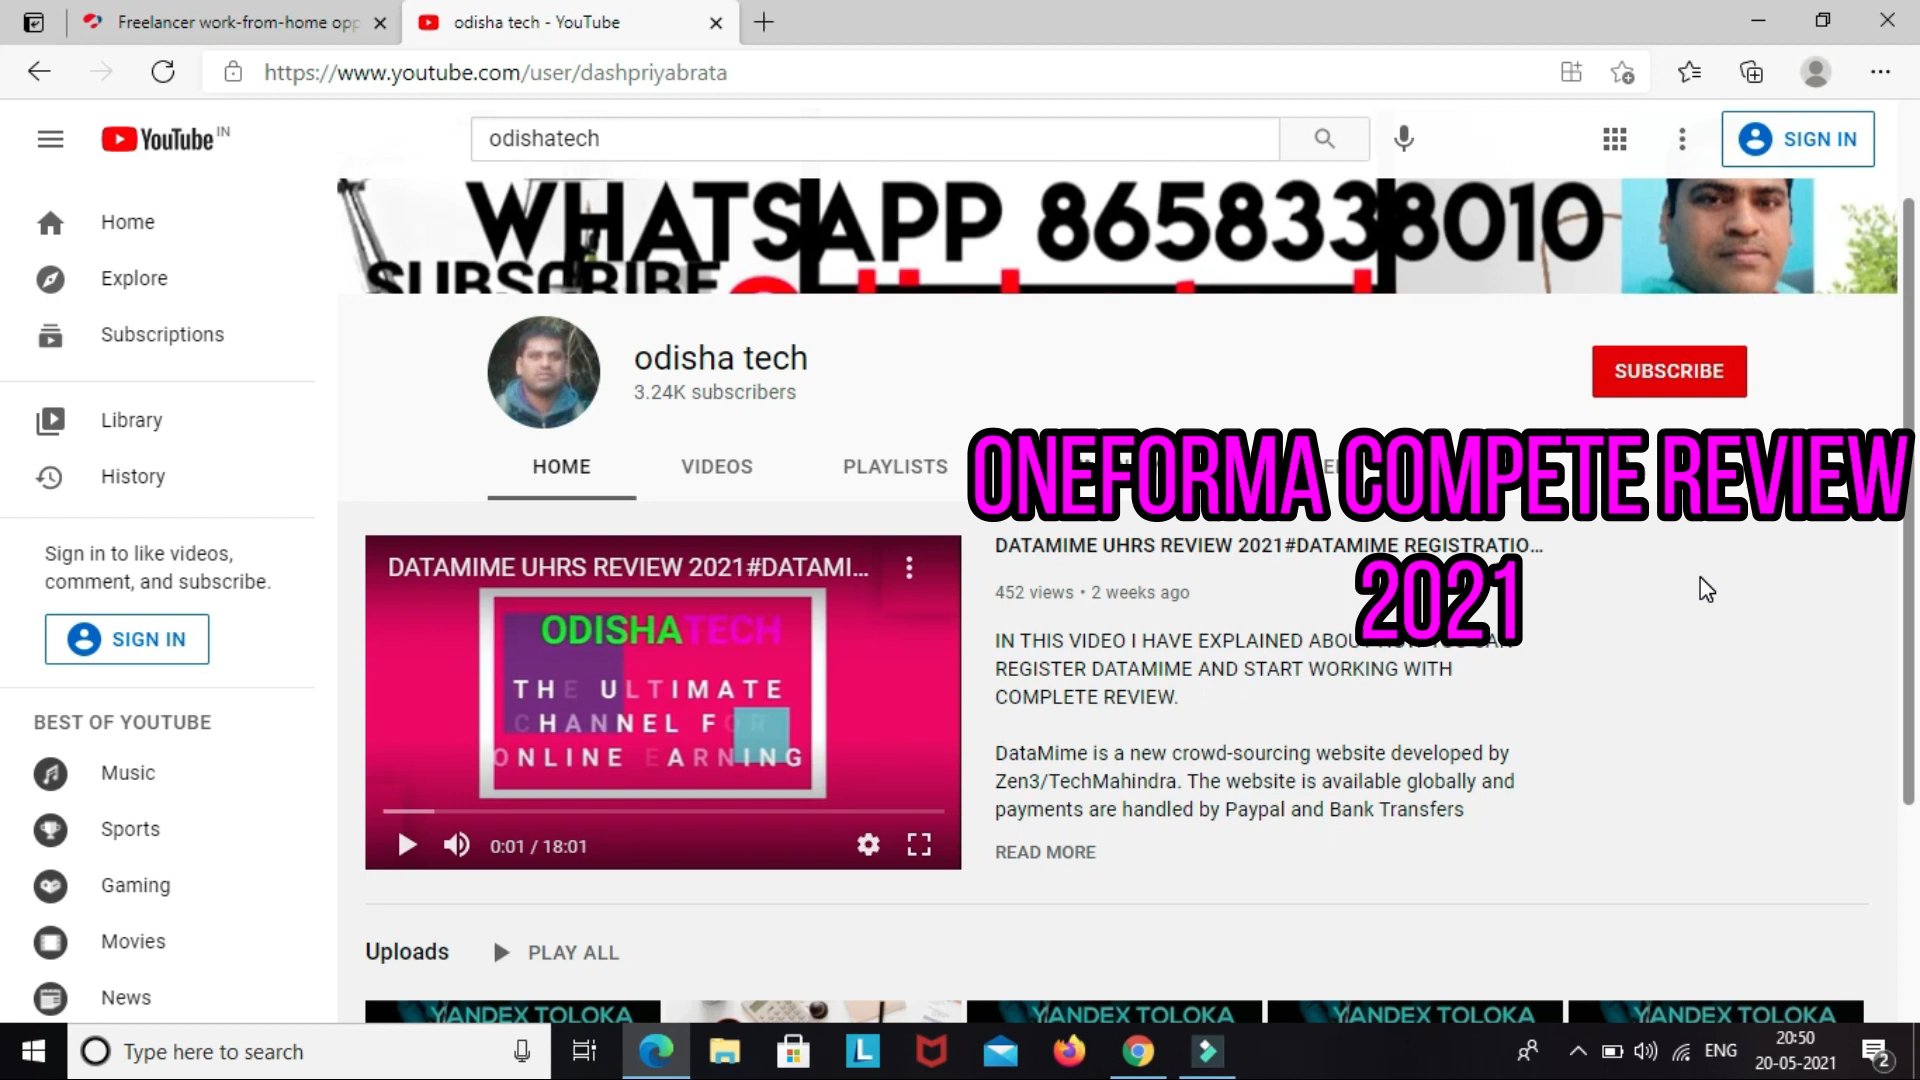 Freelancer work-from-home opp
odisha tech - YouTube
https://www.youtube.com/user/dashpriyabrata
YouTube IN
odishatech
SIGN IN
WHATSAPP 8658338010
SUBSCRIBE
Home
Explore
Subscriptions
Library
History
Sign in to like videos,
comment, and subscribe.
SIGN IN
BEST OF YOUTUBE
Music
Sports
Gaming
Movies
News
odisha tech
3.24K subscribers
SUBSCRIBE
HOME
VIDEOS
PLAYLISTS
ONEFORMA COMPETE REVIEW
2021
DATAMIME UHRS REVIEW 2021#DATAMI...
ODISHATECH
THE ULTIMATE
CHANNEL FOR
ONLINE EARNING
0:01 / 18:01
DATAMIME UHRS REVIEW 2021#DATAMIME REGISTRATIO...
452 views • 2 weeks ago
IN THIS VIDEO I HAVE EXPLAINED ABOUT HOW YOU CAN
REGISTER DATAMIME AND START WORKING WITH
COMPLETE REVIEW.
DataMime is a new crowd-sourcing website developed by
Zen3/TechMahindra. The website is available globally and
payments are handled by Paypal and Bank Transfers
READ MORE
Uploads
PLAY ALL
YANDEX TOLOKA
YANDEX TOLOKA
YANDEX TOLOKA
YANDEX TOLOKA
Type here to search
L
ENG
20:50
20-05-2021
2